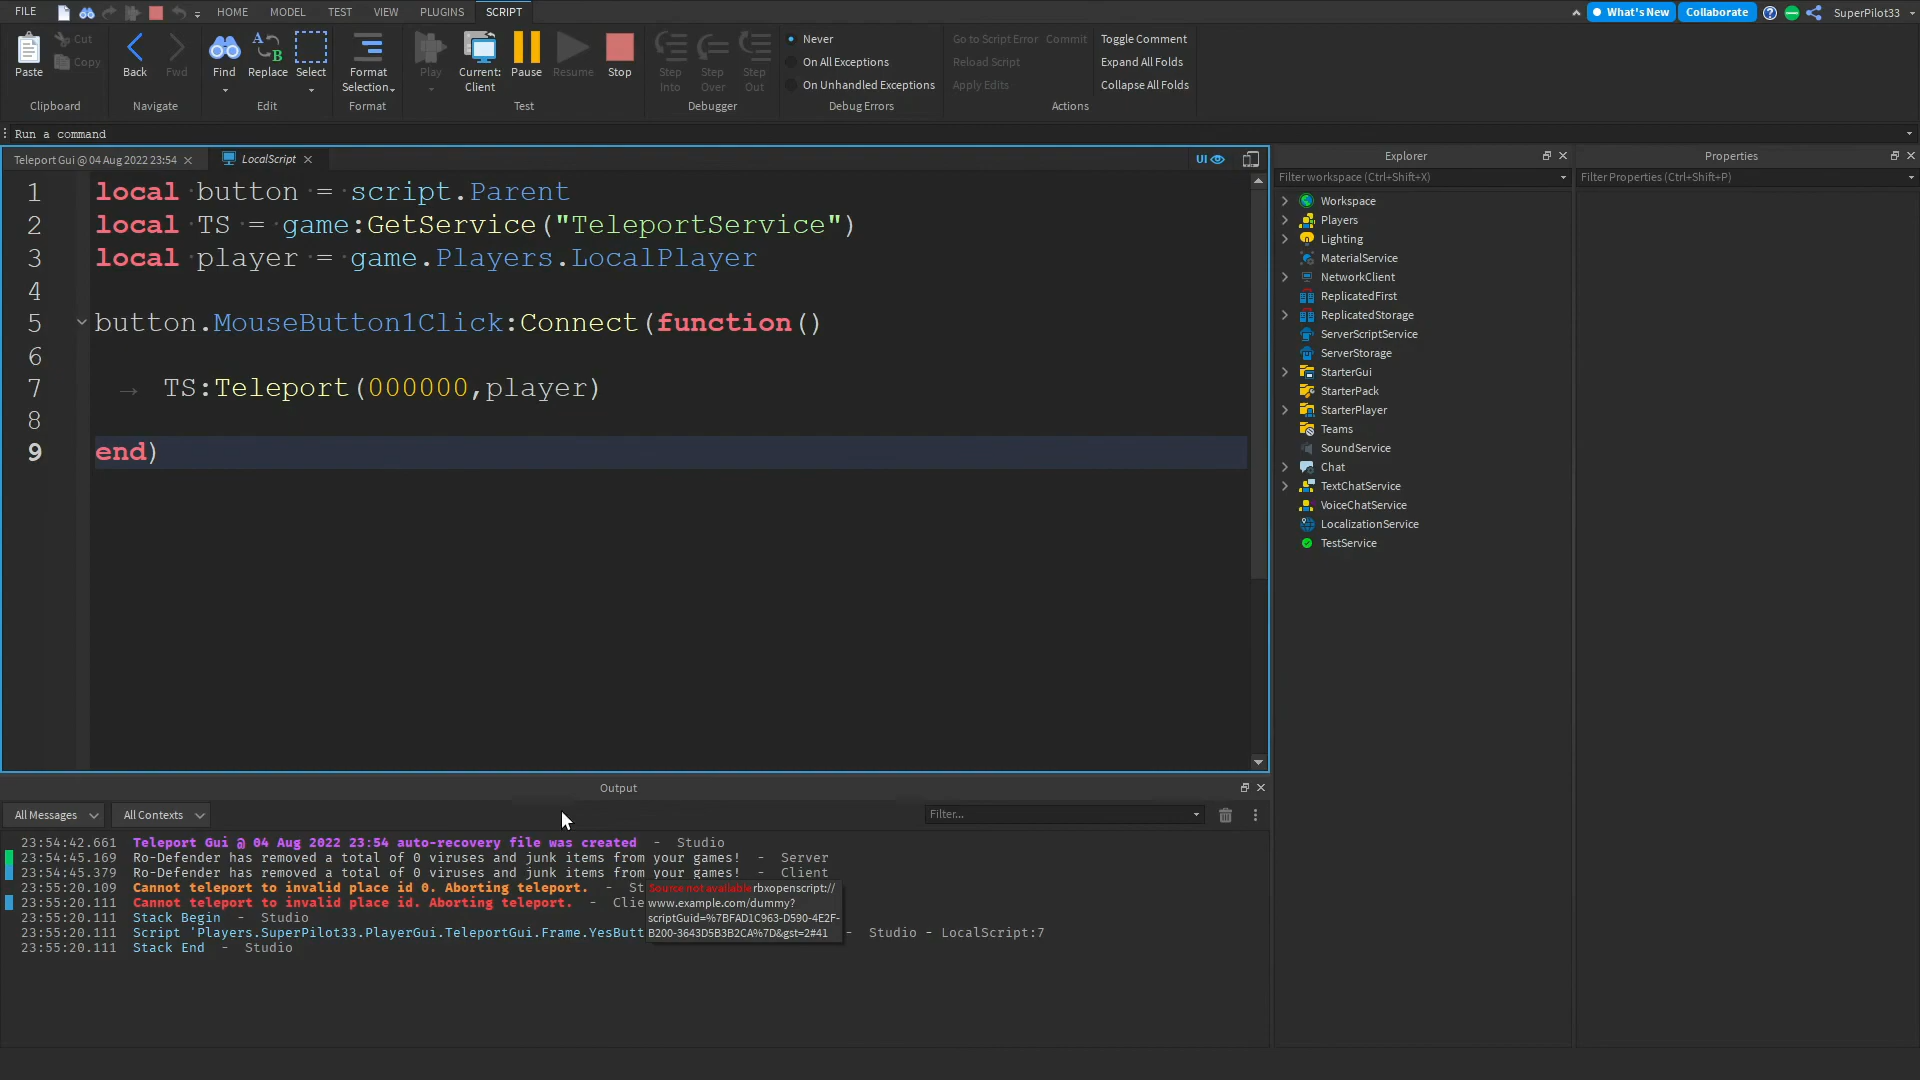 FILE HOME MODEL TEST VIEW PLUGINS SCRIPT What's New Collaborate SuperPilot33
Paste Cut Copy Clipboard
Back Fwd Navigate
Find Replace Select Edit
Format Selection Format
Play Current: Client Pause Resume Stop Test
Step Into Step Over Step Out Debugger
Never
On All Exceptions
On Unhandled Exceptions
Debug Errors
Go to Script Error Commit Toggle Comment
Reload Script Expand All Folds
Apply Edits Collapse All Folds
Actions
Run a command
Teleport Gui @ 04 Aug 2022 23:54 LocalScript UI
1 local button = script.Parent
2 local TS = game:GetService("TeleportService")
3 local player = game.Players.LocalPlayer
4
5 button.MouseButton1Click:Connect(function()
6
7 TS:Teleport(000000,player)
8
9 end)
Explorer
Filter workspace (Ctrl+Shift+X)
Workspace
Players
Lighting
MaterialService
NetworkClient
ReplicatedFirst
ReplicatedStorage
ServerScriptService
ServerStorage
StarterGui
StarterPack
StarterPlayer
Teams
SoundService
Chat
TextChatService
VoiceChatService
LocalizationService
TestService
Properties
Filter Properties (Ctrl+Shift+P)
Output
All Messages All Contexts Filter...
23:54:42.661 Teleport Gui @ 04 Aug 2022 23:54 auto-recovery file was created - Studio
23:54:45.169 Ro-Defender has removed a total of 0 viruses and junk items from your games! - Server
23:54:45.379 Ro-Defender has removed a total of 0 viruses and junk items from your games! - Client
23:55:20.109 Cannot teleport to invalid place id 0. Aborting teleport. - St
23:55:20.111 Cannot teleport to invalid place id. Aborting teleport. - Clie
23:55:20.111 Stack Begin - Studio
23:55:20.111 Script 'Players.SuperPilot33.PlayerGui.TeleportGui.Frame.YesButt - Studio - LocalScript:7
23:55:20.111 Stack End - Studio
Source not available rbxopenscript://
www.example.com/dummy?
scriptGuid=%7BFAD1C963-D590-4E2F-
B200-3643D5B3B2CA%7D&gst=2#41